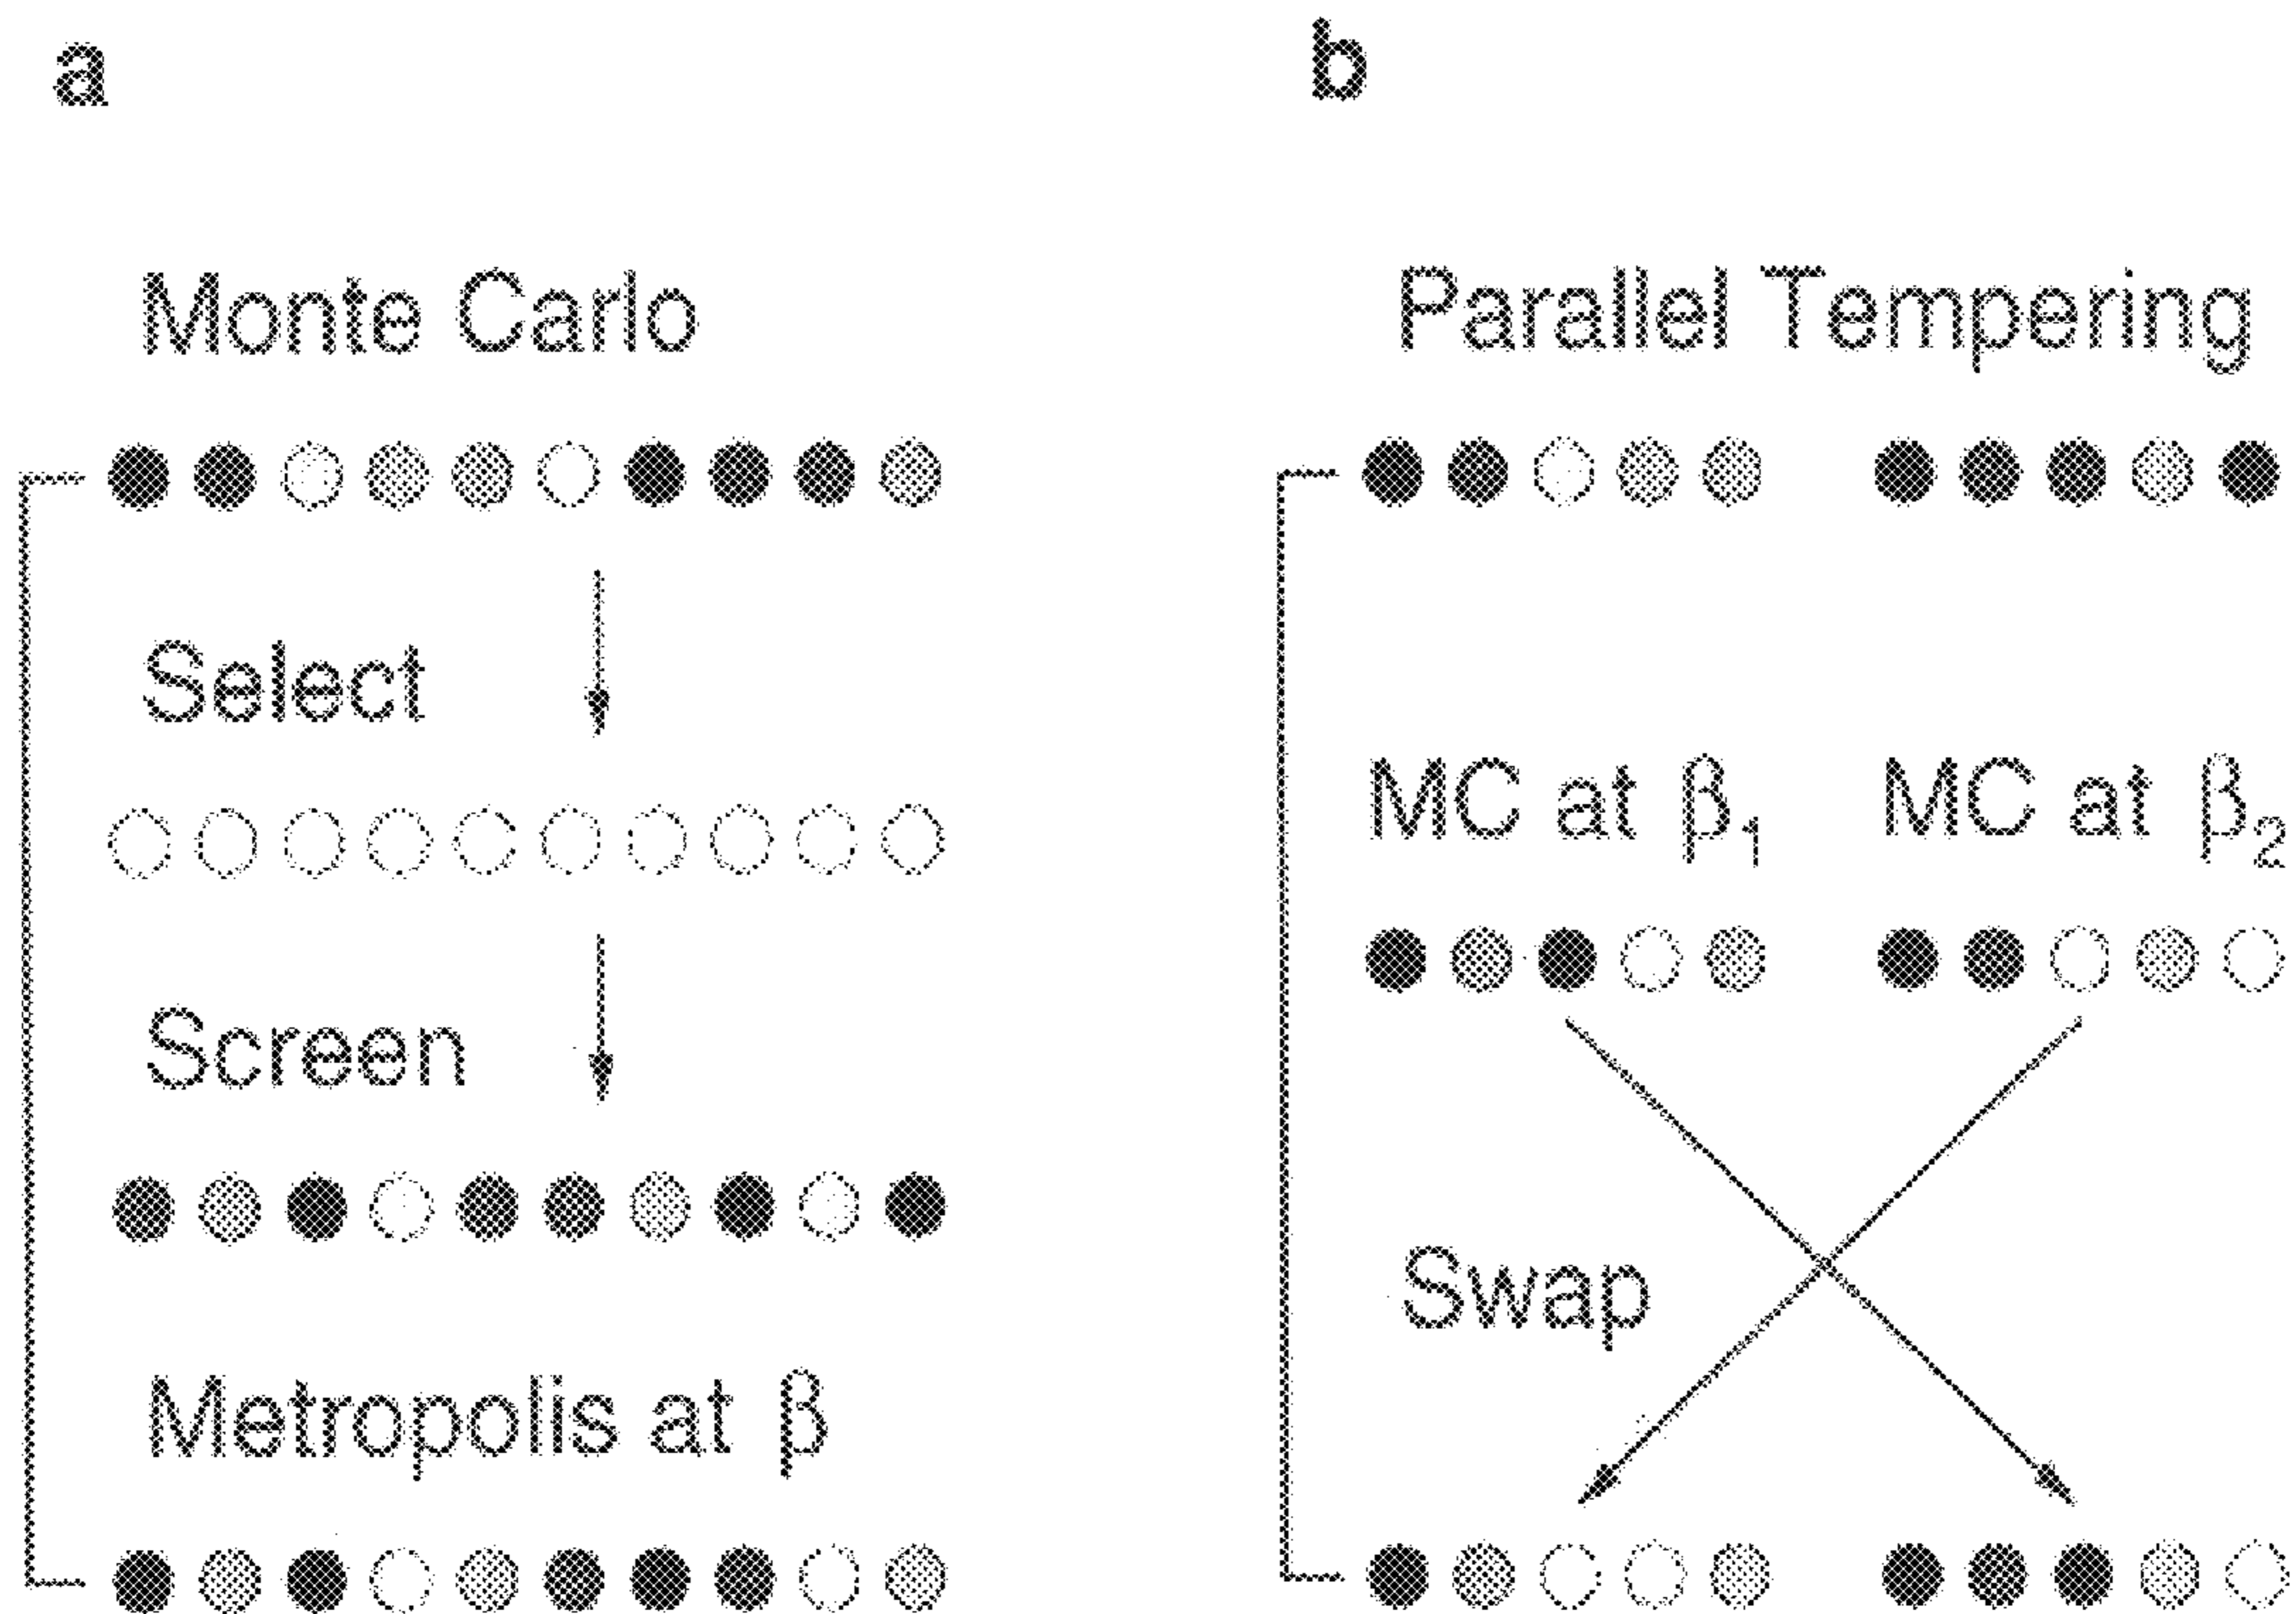 a
Monte Carlo
Select
Screen
Metropolis at β
b
Parallel Tempering
MC at β₁ MC at β₂
Swap